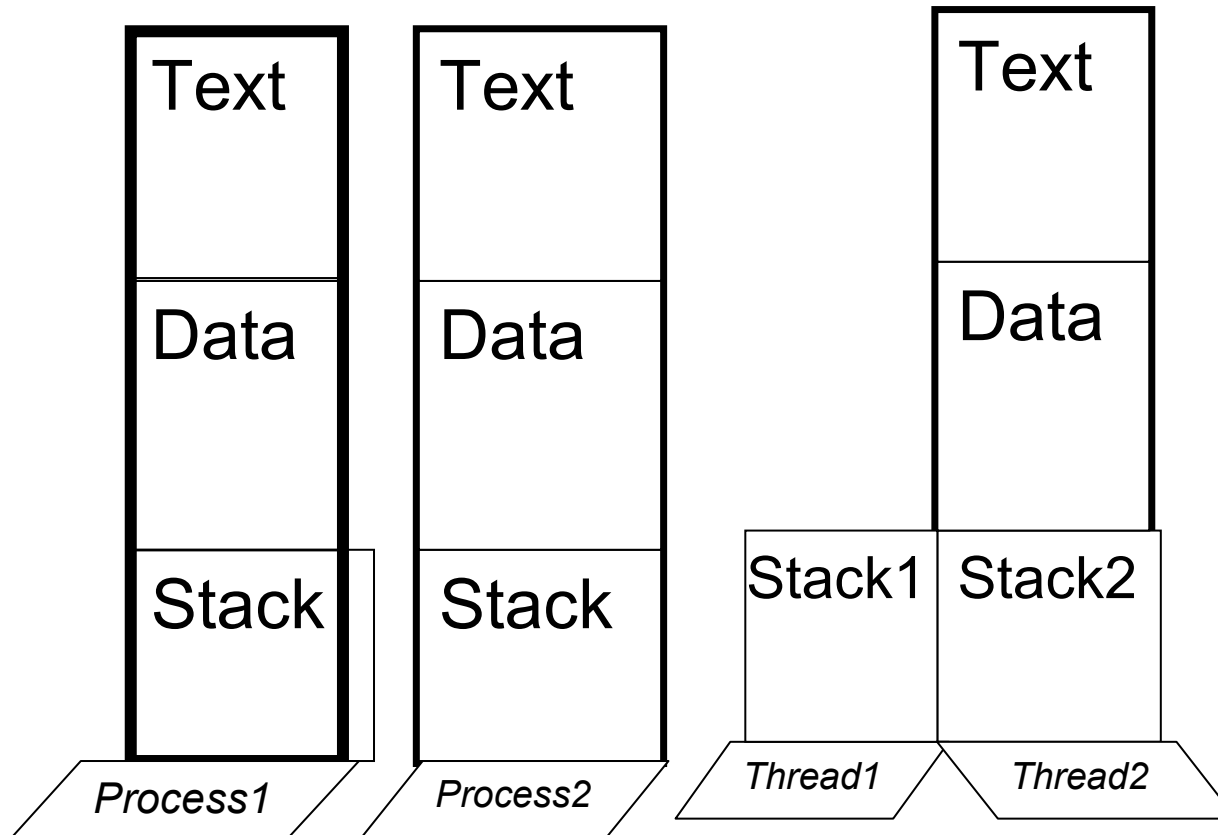 Text
Data
Stack
Process1
Text
Data
Stack
Process2
Text
Data
Stack1 Stack2
Thread1 Thread2